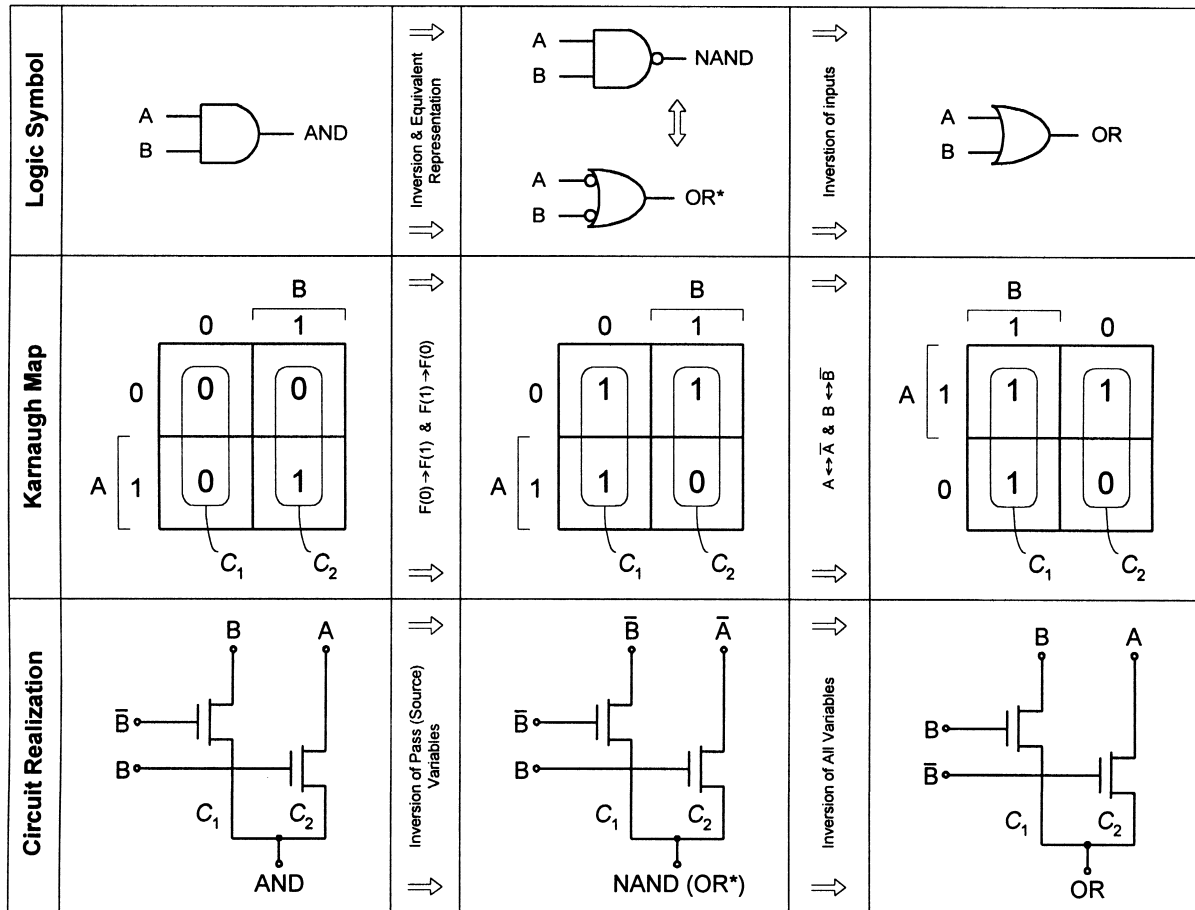 Logic Symbol
A
B
AND
Inversion & Equivalent
Representation
A
B
NAND
A
B
OR*
Inverstion of inputs
A
B
OR
Karnaugh Map
B
0 1
0 0 0
A 1 0 1
C₁ C₂
F(0)→F(1) & F(1)→F(0)
B
0 1
0 1 1
A 1 1 0
C₁ C₂
A↔A̅ & B↔B̅
B
1 0
A 1 1 1
0 1 0
C₁ C₂
Circuit Realization
B A
B̅
B
C₁ C₂
AND
Inversion of Pass (Source)
Variables
B̅ A̅
B̅
B
C₁ C₂
NAND (OR*)
Inversion of All Variables
B A
B
B̅
C₁ C₂
OR